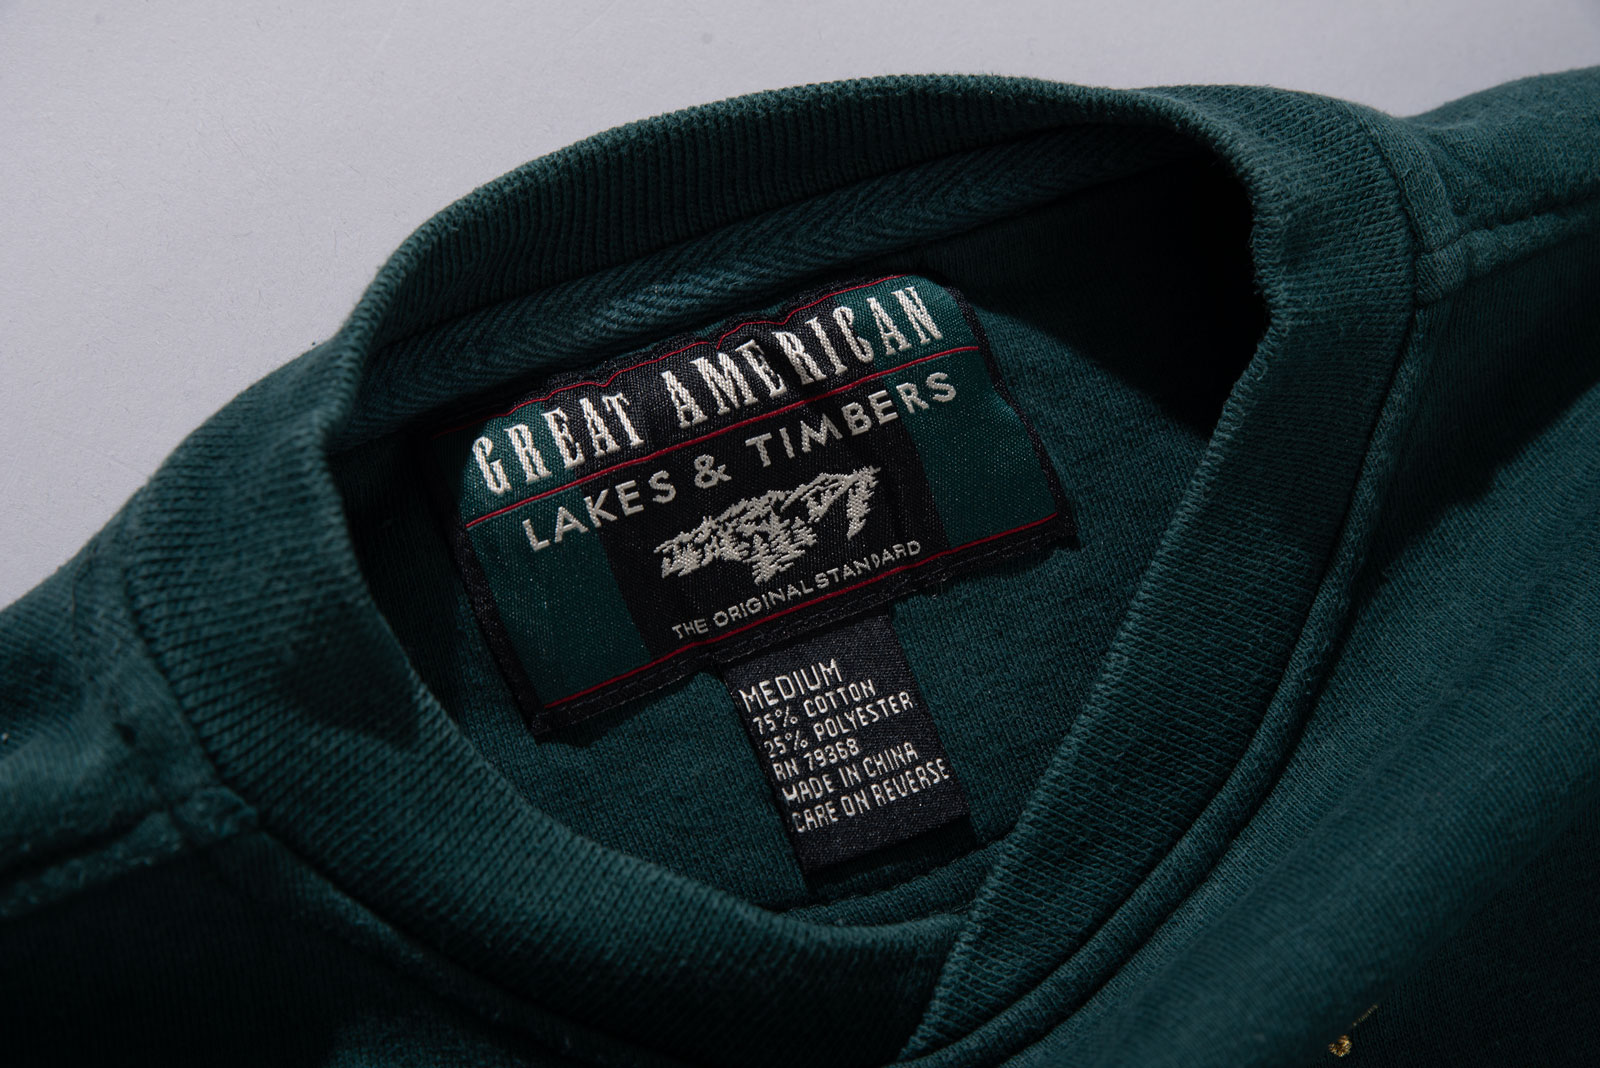 GREAT AMERICAN
LAKES & TIMBERS
THE ORIGINAL STANDARD
MEDIUM
75% COTTON
25% POLYESTER
RN 79368
MADE IN CHINA
CARE ON REVERSE